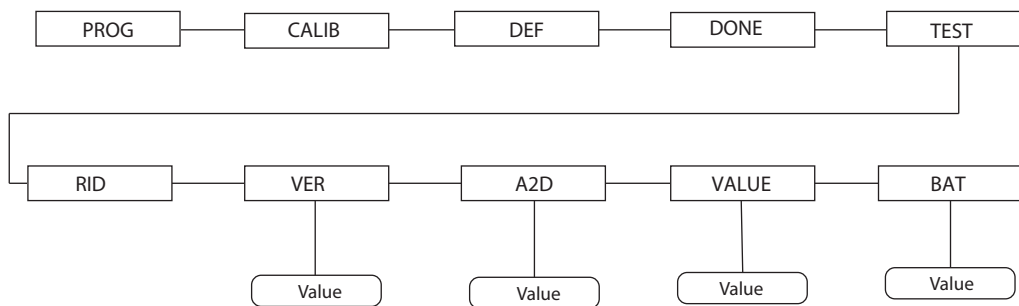 PROG
CALIB
DEF
DONE
TEST
RID
VER
A2D
VALUE
BAT
Value
Value
Value
Value